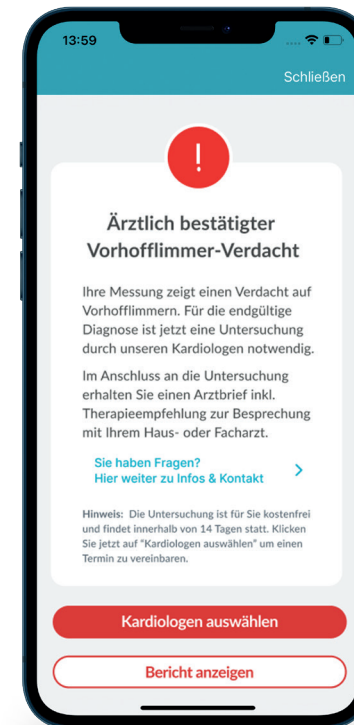 13:59
Schließen
!
Ärztlich bestätigter
Vorhofflimmer-Verdacht
Ihre Messung zeigt einen Verdacht auf
Vorhofflimmern. Für die endgültige
Diagnose ist jetzt eine Untersuchung
durch unseren Kardiologen notwendig.
Im Anschluss an die Untersuchung
erhalten Sie einen Arztbrief inkl.
Therapieempfehlung zur Besprechung
mit Ihrem Haus- oder Facharzt.
Sie haben Fragen?
Hier weiter zu Infos & Kontakt
Hinweis: Die Untersuchung ist für Sie kostenfrei
und findet innerhalb von 14 Tagen statt. Klicken
Sie jetzt auf "Kardiologen auswählen" um einen
Termin zu vereinbaren.
Kardiologen auswählen
Bericht anzeigen